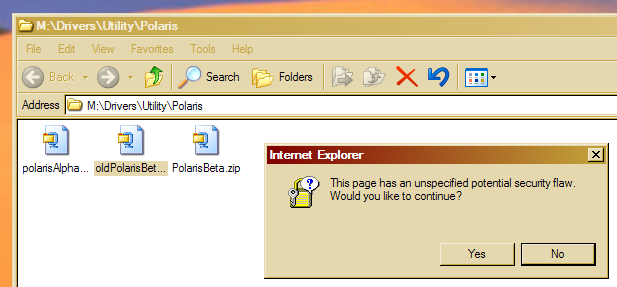 M:\Drivers\Utility\Polaris
File Edit View Favorites Tools Help
Back Search Folders
Address M:\Drivers\Utility\Polaris
polarisAlpha... oldPolarisBet... PolarisBeta.zip
Internet Explorer
This page has an unspecified potential security flaw.
Would you like to continue?
Yes No